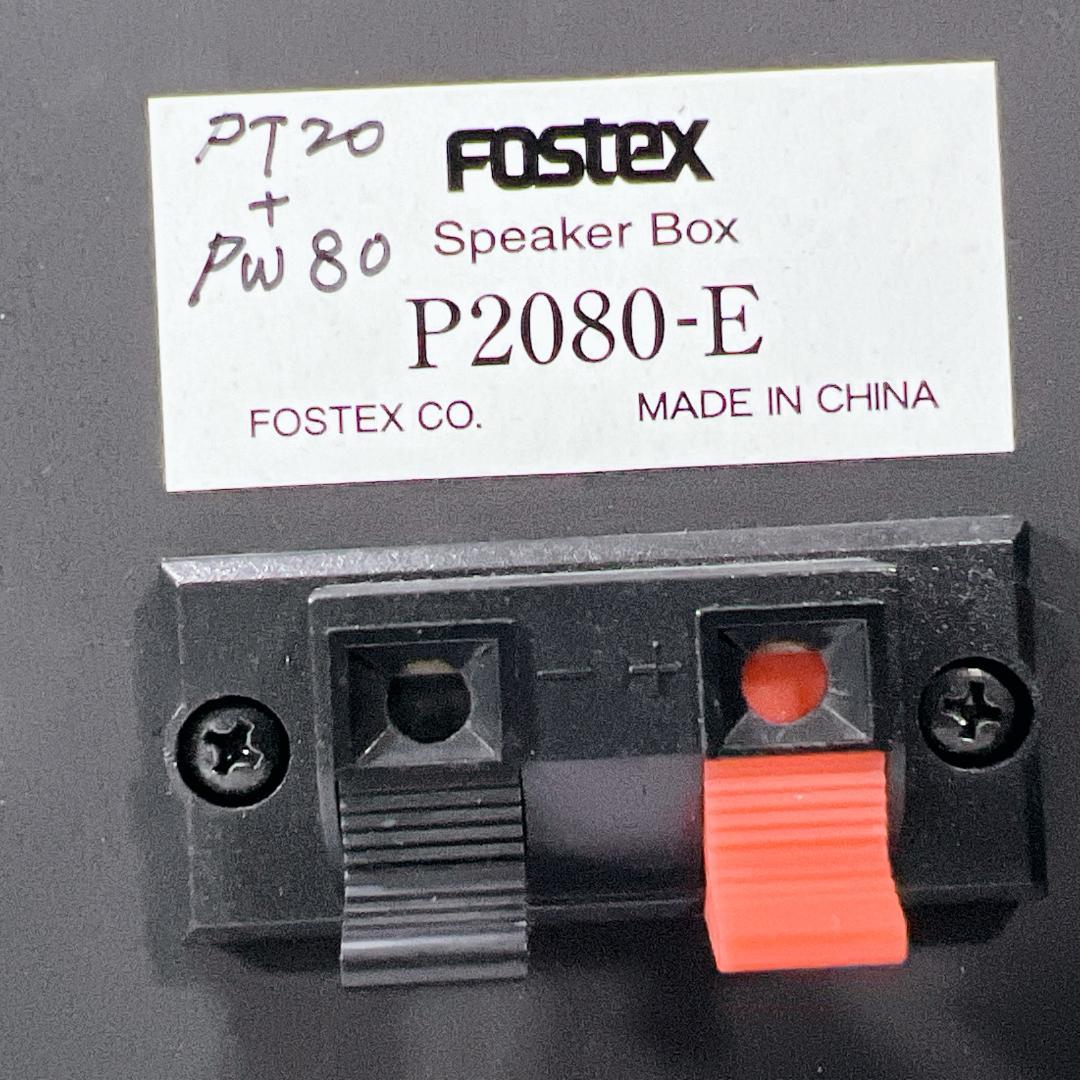 PT20
+
PW80
Fostex
Speaker Box
P2080-E
FOSTEX CO. MADE IN CHINA
- +